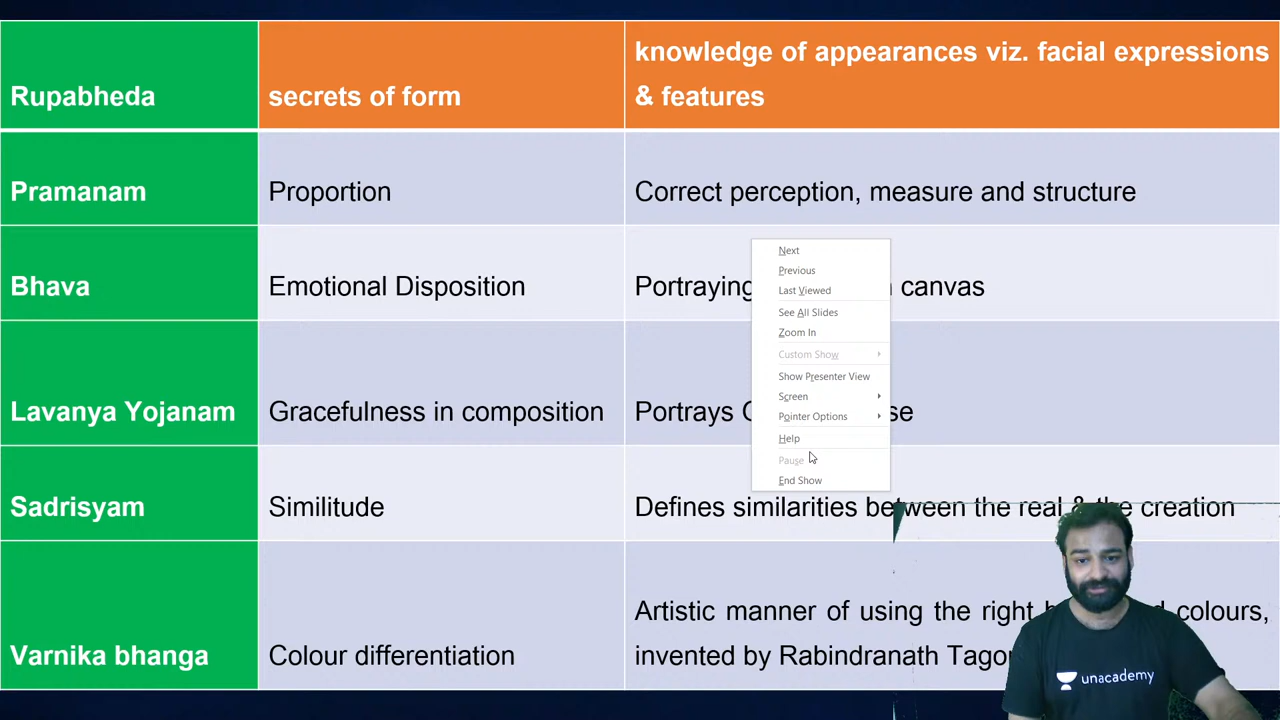 Rupabheda
secrets of form
knowledge of appearances viz. facial expressions
& features
Pramanam
Proportion
Correct perception, measure and structure
Bhava
Emotional Disposition
Portraying
canvas
Lavanya Yojanam
Gracefulness in composition
Portrays
Sadrisyam
Similitude
Defines similarities between the real & the creation
Varnika bhanga
Colour differentiation
Artistic manner of using the right
colours,
invented by Rabindranath
Next
Previous
Last Viewed
See All Slides
Zoom In
Custom Show
Show Presenter View
Screen
Pointer Options
Help
Pause
End Show
unacademy